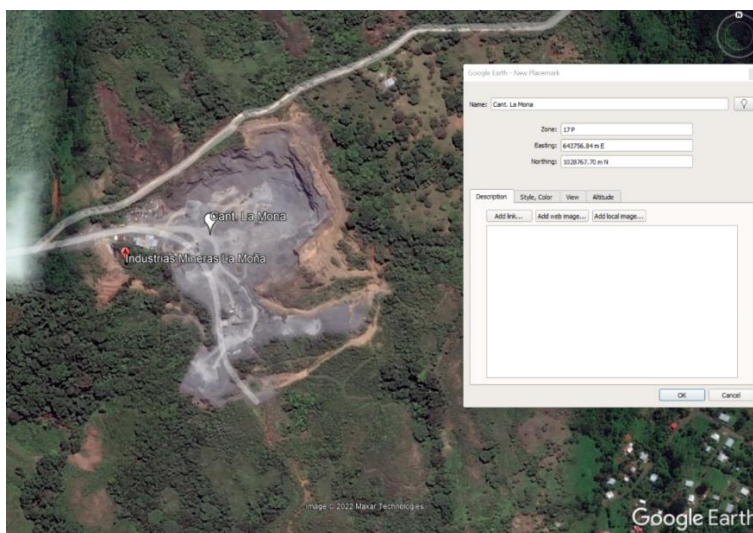 Google Earth - New Placemark
Name: Cant. La Mona
Zone: 17 P
Easting: 643756.84 m E
Northing: 1028767.70 m N
Description Style, Color View Altitude
Add link... Add web image... Add local image...
Cant. La Mona
Industrias Mineras La Moña
OK Cancel
Image © 2022 Maxar Technologies
Google Earth